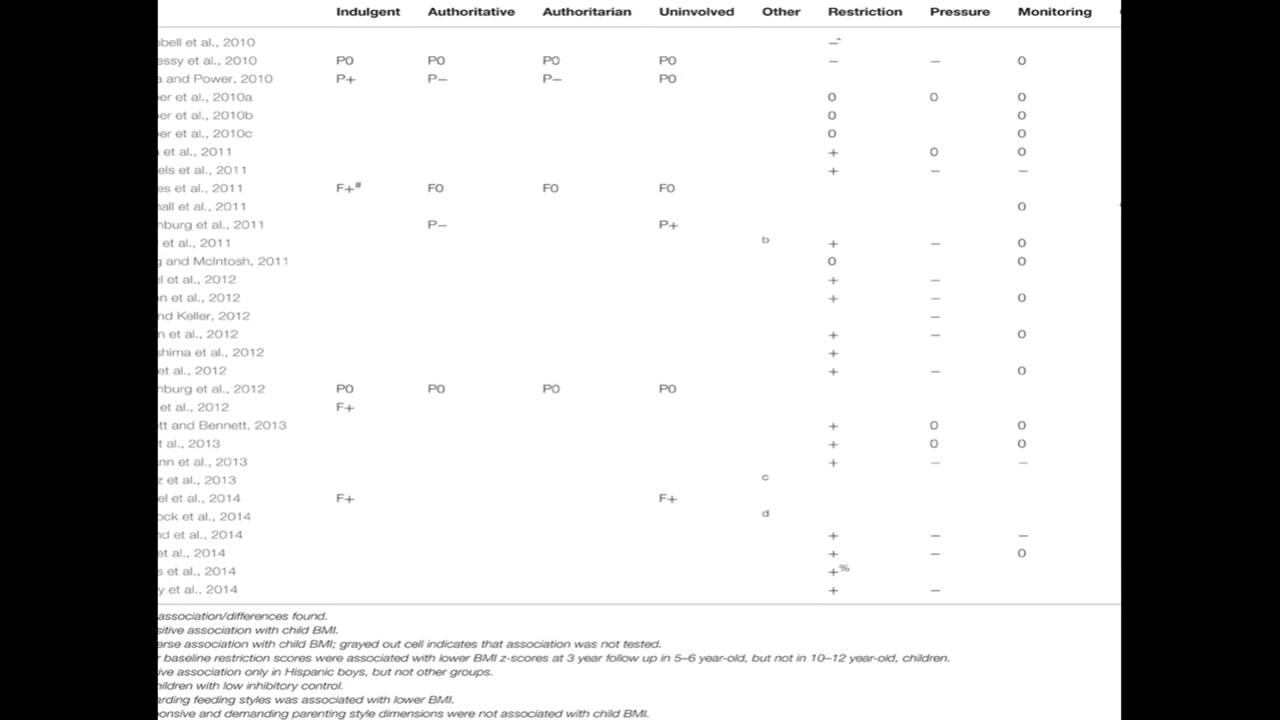 Indulgent Authoritative Authoritarian Uninvolved Other Restriction Pressure Monitoring
bell et al., 2010 –
essy et al., 2010 P0 P0 P0 P0 – – 0
a and Power, 2010 P+ P– P– P0
er et al., 2010a 0 0 0
er et al., 2010b 0 0
er et al., 2010c 0 0
et al., 2011 + 0 0
els et al., 2011 + – –
es et al., 2011 F+# F0 F0 F0
all et al., 2011 0
nburg et al., 2011 P– P+
et al., 2011 b + – 0
g and McIntosh, 2011 0 0
l et al., 2012 + –
n et al., 2012 + – 0
nd Keller, 2012 –
n et al., 2012 + – 0
shima et al., 2012 +
et al., 2012 + – 0
nburg et al., 2012 P0 P0 P0 P0
et al., 2012 F+
tt and Bennett, 2013 + 0 0
t al., 2013 + 0 0
nn et al., 2013 + – –
z et al., 2013 c
el et al., 2014 F+ F+
ock et al., 2014 d
nd et al., 2014 + – –
et al., 2014 + – 0
s et al., 2014 +%
y et al., 2014 + –
association/differences found.
sitive association with child BMI.
erse association with child BMI; grayed out cell indicates that association was not tested.
r baseline restriction scores were associated with lower BMI z-scores at 3 year follow up in 5–6 year-old, but not in 10–12 year-old, children.
ive association only in Hispanic boys, but not other groups.
hildren with low inhibitory control.
arding feeding styles was associated with lower BMI.
onsive and demanding parenting style dimensions were not associated with child BMI.